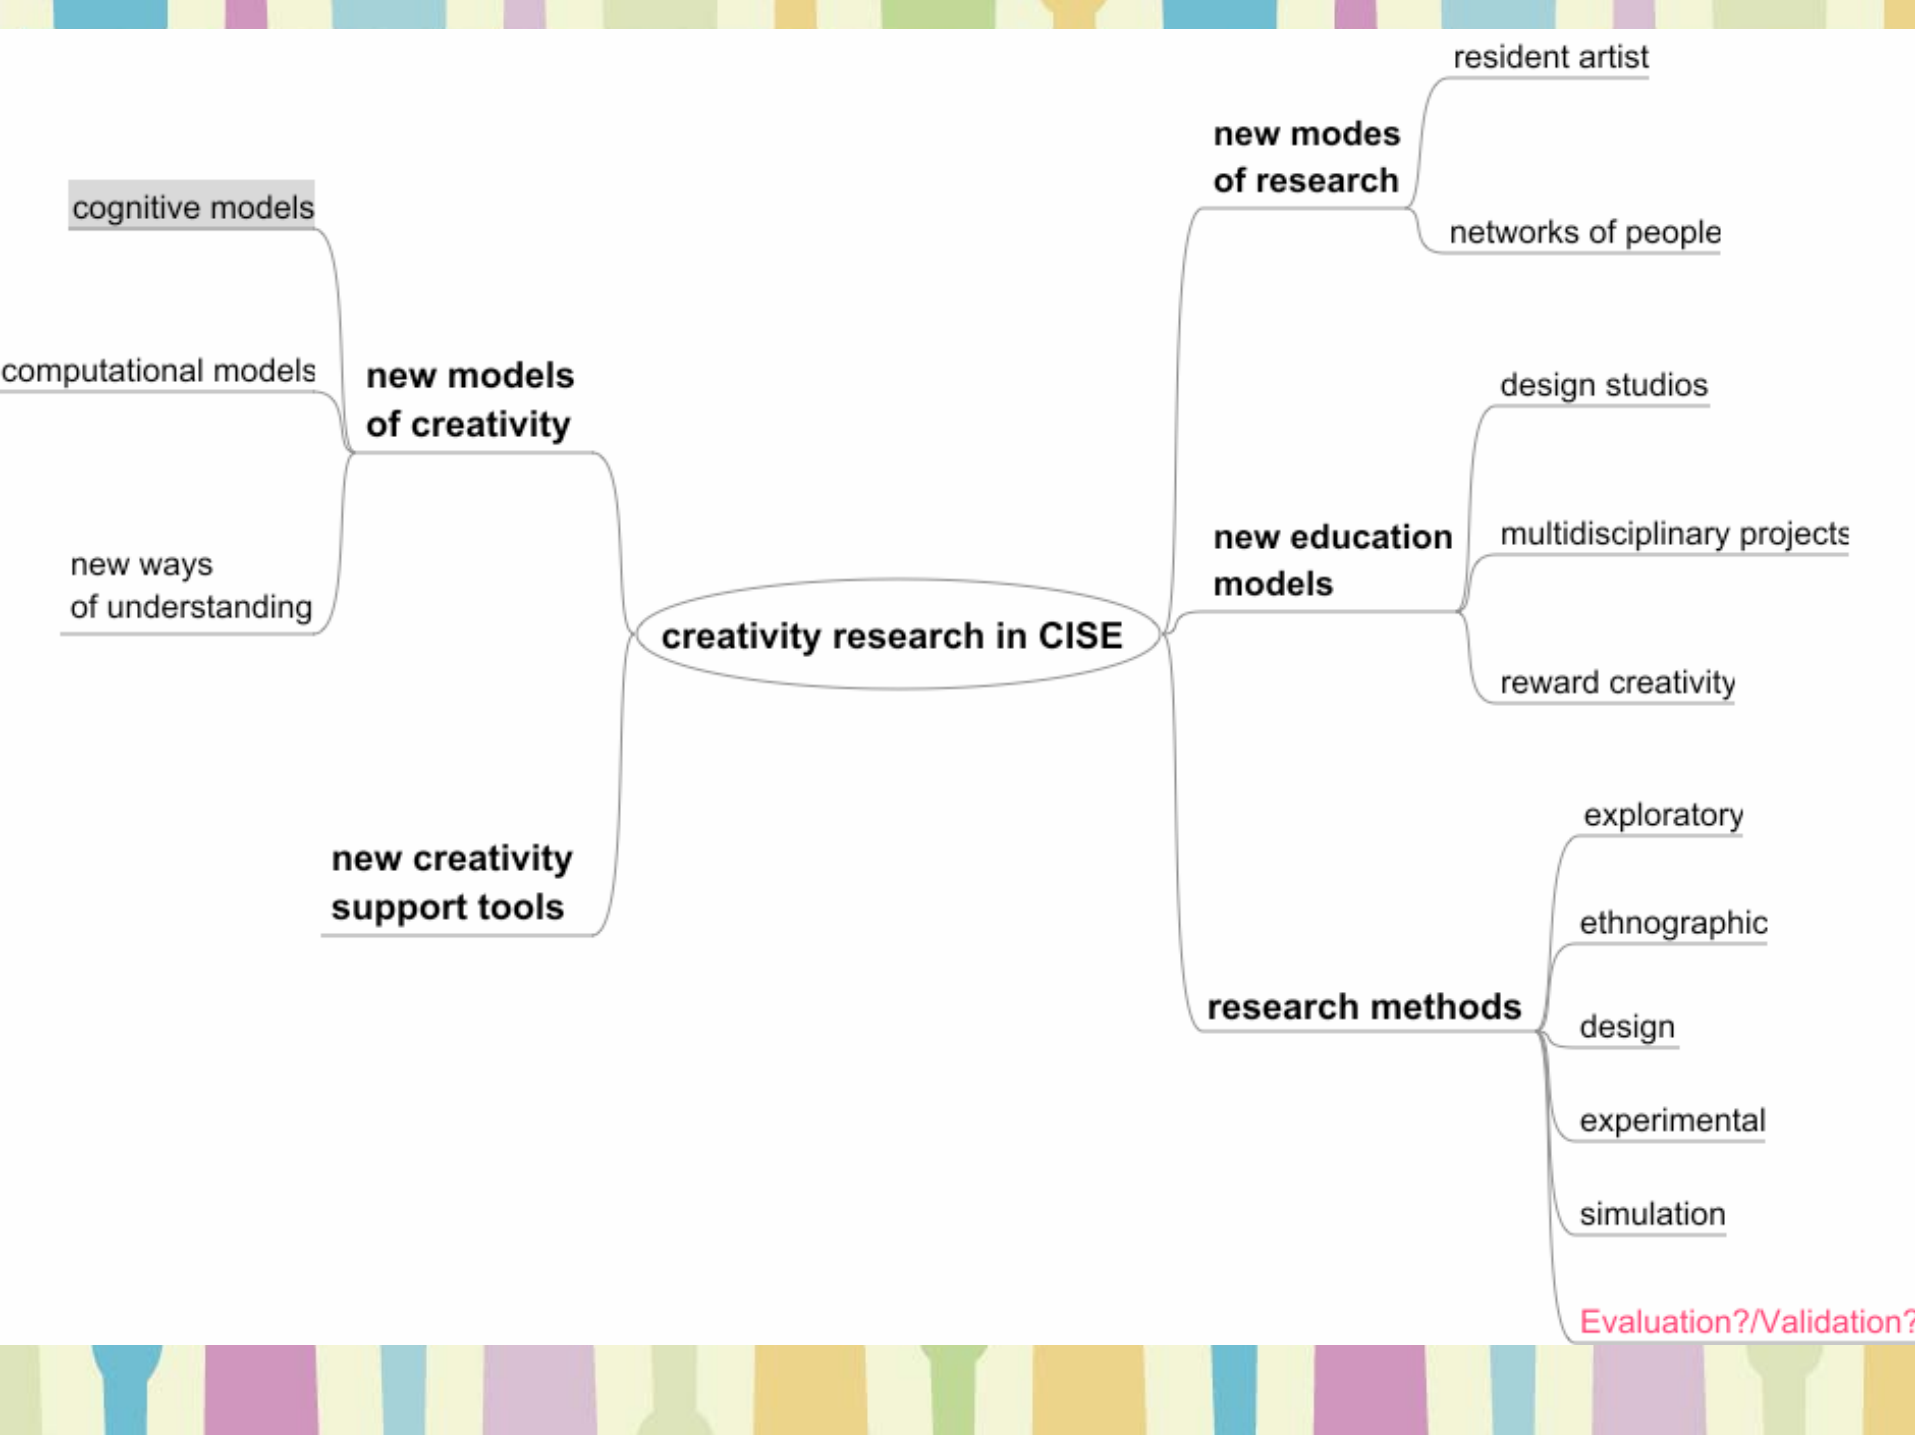 cognitive models
computational models
new ways
of understanding
new models
of creativity
new creativity
support tools
creativity research in CISE
new modes
of research
resident artist
networks of people
new education
models
design studios
multidisciplinary projects
reward creativity
research methods
exploratory
ethnographic
design
experimental
simulation
Evaluation?/Validation?